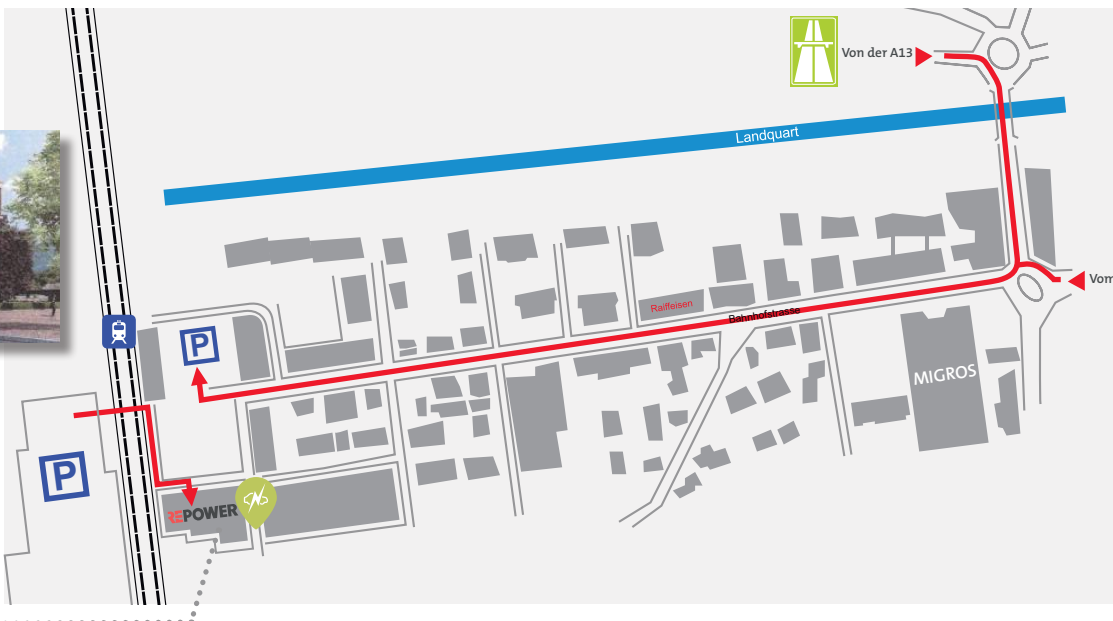 Von der A13
Landquart
Vom
Raiffeisen
Bahnhofstrasse
P
MIGROS
P
REPOWER